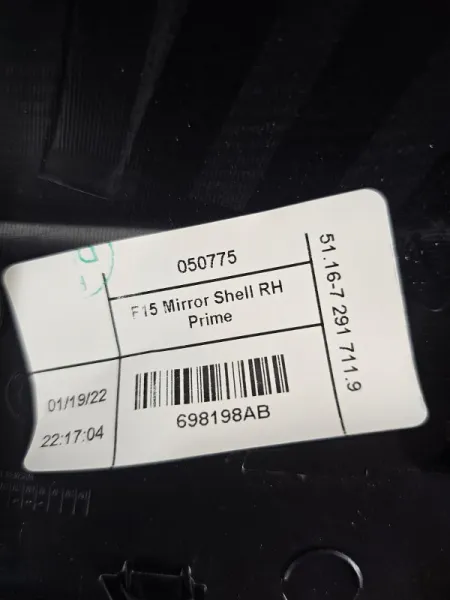 050775
F15 Mirror Shell RH
Prime
01/19/22
22:17:04
698198AB
51.16-7 291 711.9